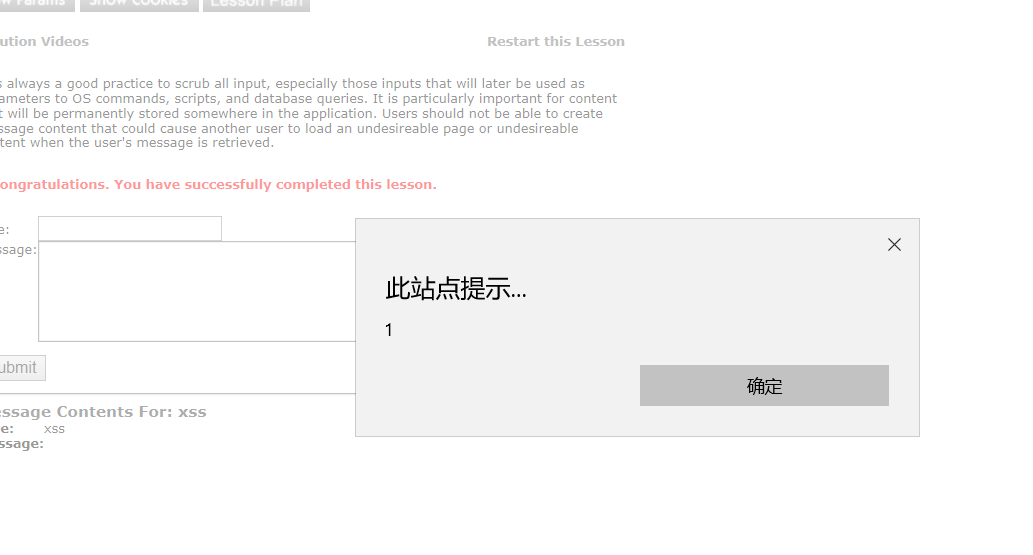 w Params Show Cookies Lesson Plan
ution Videos Restart this Lesson
s always a good practice to scrub all input, especially those inputs that will later be used as
ameters to OS commands, scripts, and database queries. It is particularly important for content
t will be permanently stored somewhere in the application. Users should not be able to create
ssage content that could cause another user to load an undesireable page or undesireable
tent when the user's message is retrieved.
ongratulations. You have successfully completed this lesson.
e:
ssage:
此站点提示...
1
确定
ubmit
essage Contents For: xss
e: xss
ssage: